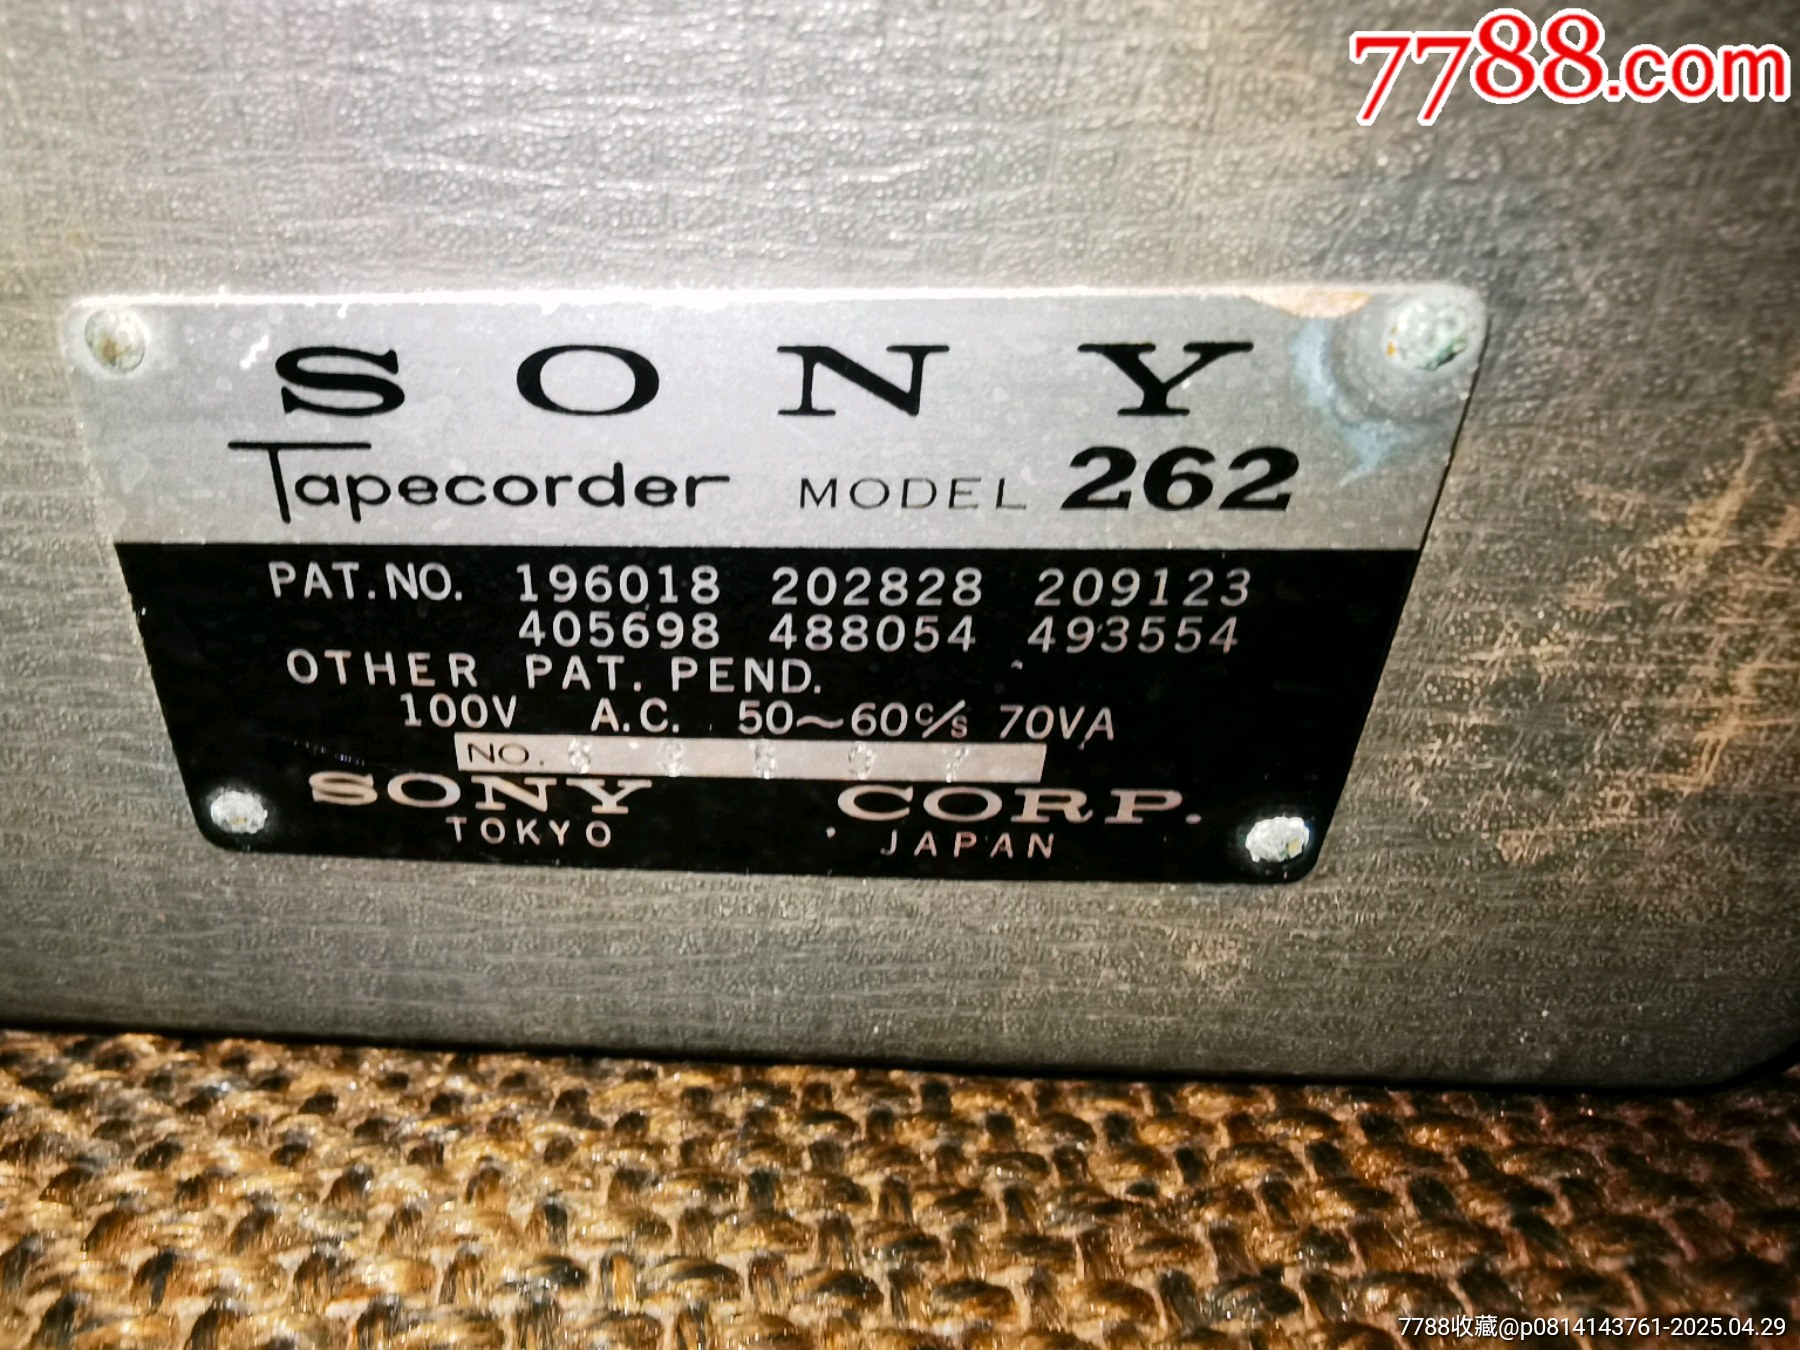 7788.com
SONY
Tapecorder MODEL 262
PAT.NO. 196018 202828 209123
405698 488054 493554
OTHER PAT. PEND.
100V A.C. 50~60c/s 70VA
NO.
SONY CORP.
TOKYO JAPAN
7788收藏@p0814143761-2025.04.29